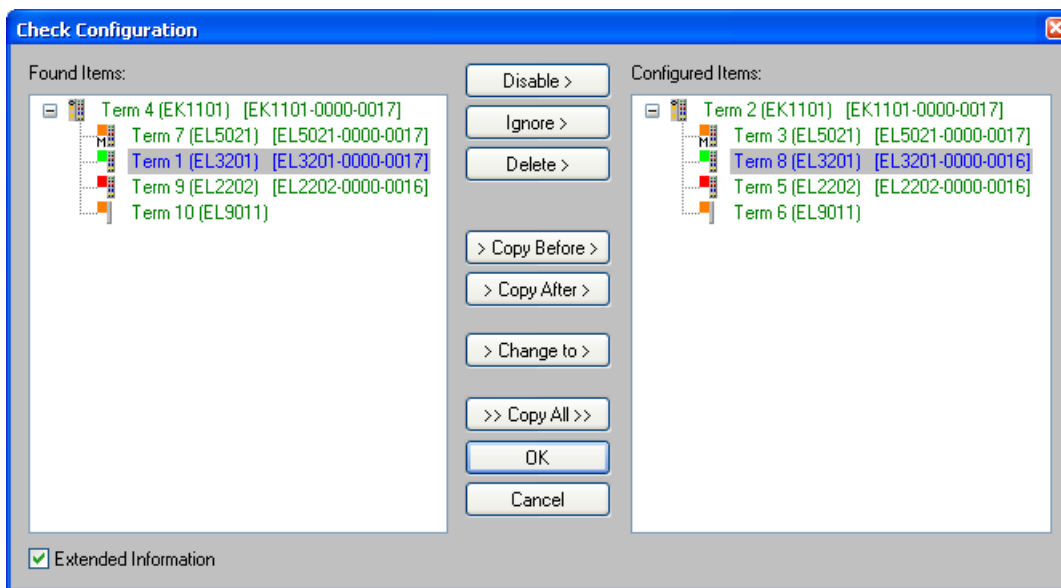 Check Configuration
Found Items:
Term 4 (EK1101) [EK1101-0000-0017]
Term 7 (EL5021) [EL5021-0000-0017]
Term 1 (EL3201) [EL3201-0000-0017]
Term 9 (EL2202) [EL2202-0000-0016]
Term 10 (EL9011)
Disable >
Ignore >
Delete >
> Copy Before >
> Copy After >
> Change to >
>> Copy All >>
OK
Cancel
Configured Items:
Term 2 (EK1101) [EK1101-0000-0017]
Term 3 (EL5021) [EL5021-0000-0017]
Term 8 (EL3201) [EL3201-0000-0016]
Term 5 (EL2202) [EL2202-0000-0016]
Term 6 (EL9011)
Extended Information